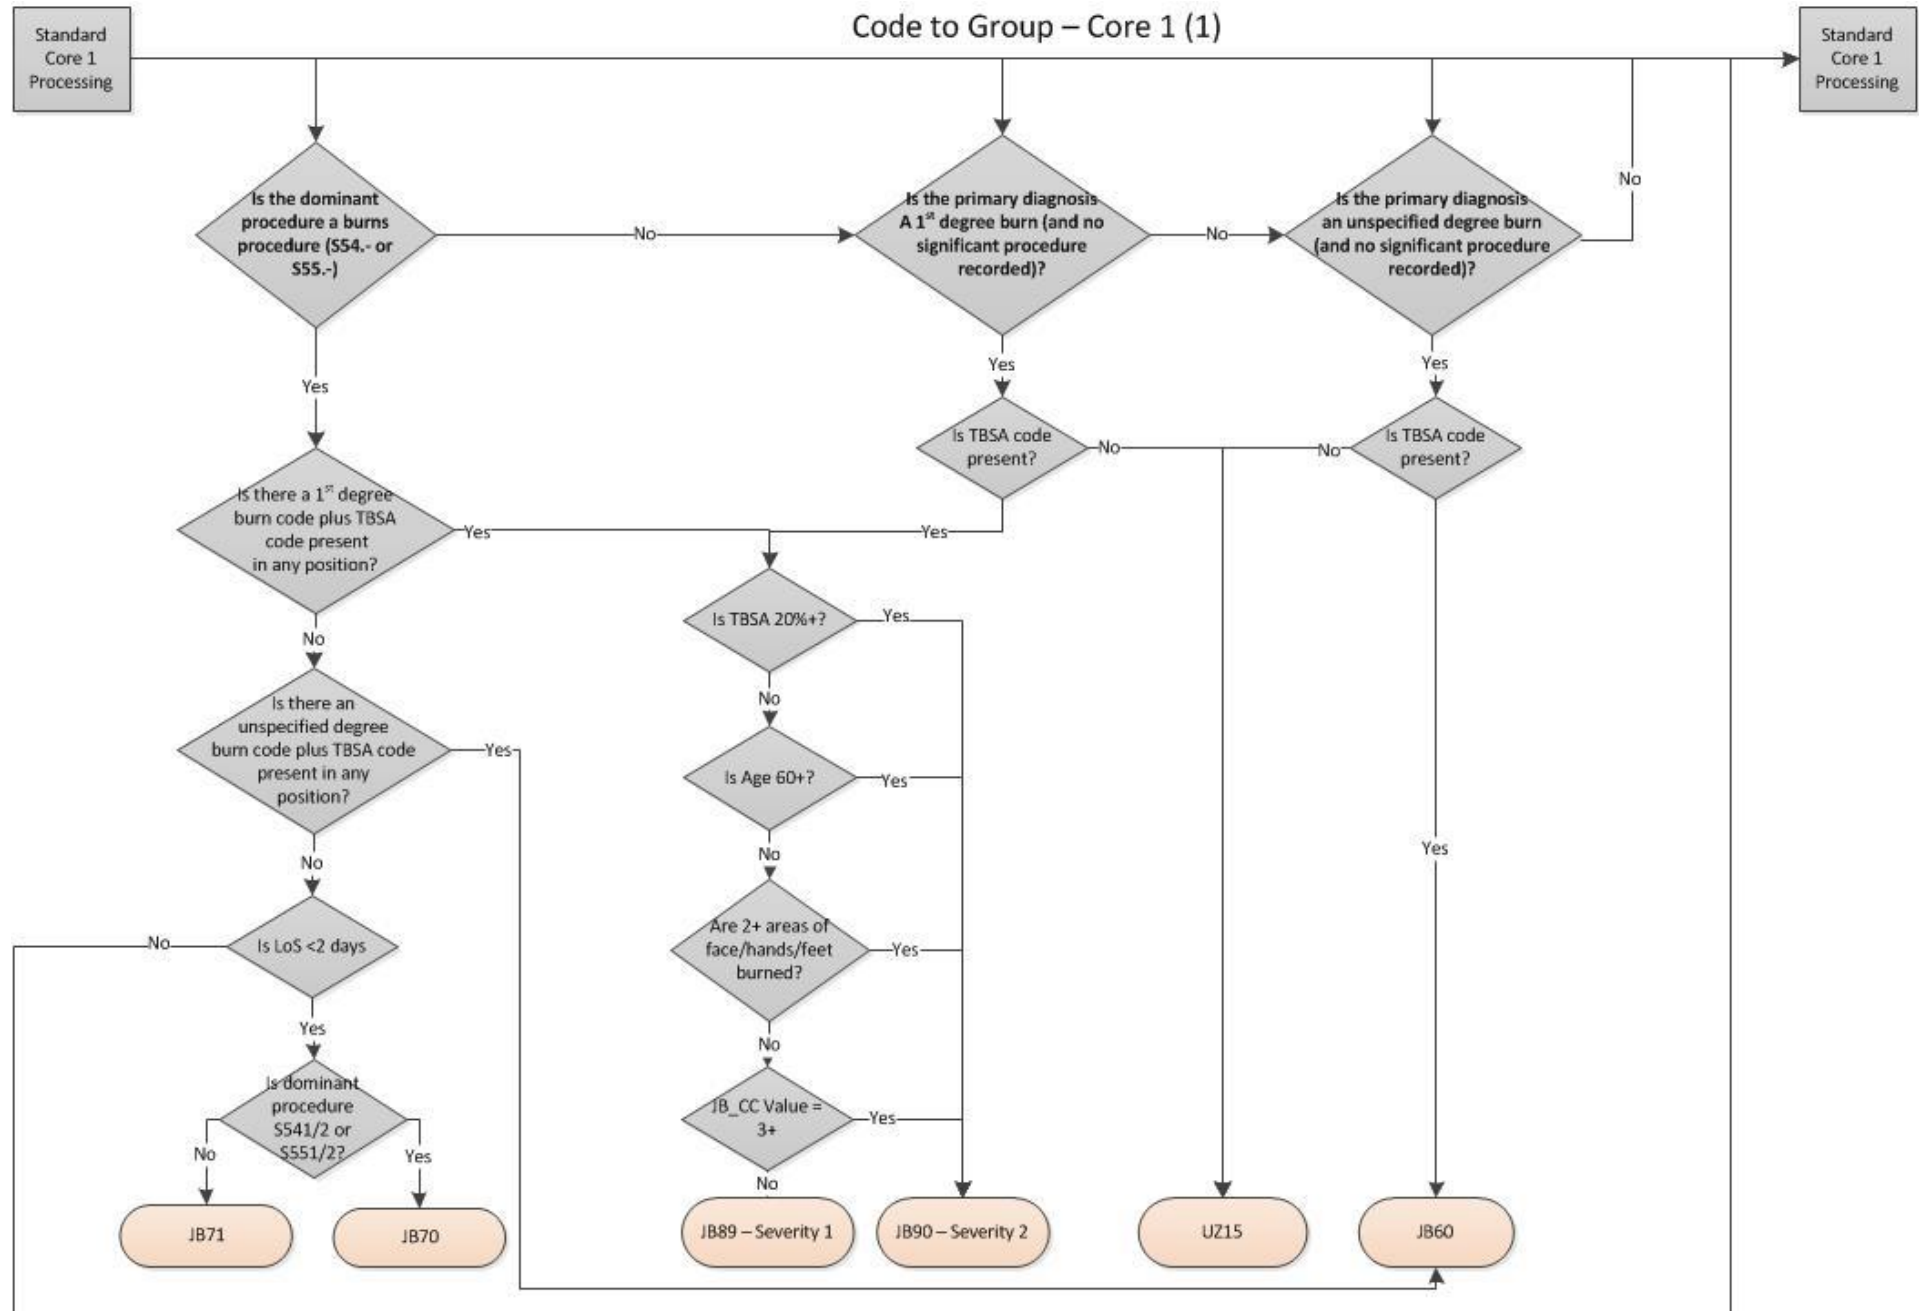 Code to Group – Core 1 (1)
Standard
Core 1
Processing
Standard
Core 1
Processing
Is the dominant
procedure a burns
procedure (S54.- or
S55.-)
No
Is the primary diagnosis
A 1st degree burn (and no
significant procedure
recorded)?
No
Is the primary diagnosis
an unspecified degree burn
(and no significant procedure
recorded)?
No
Yes
Yes
Yes
Is TBSA code
present?
No
No
Is TBSA code
present?
Is there a 1st degree
burn code plus TBSA
code present
in any position?
Yes
Yes
Is TBSA 20%+?
Yes
No
No
Is there an
unspecified degree
burn code plus TBSA code
present in any
position?
Yes
Is Age 60+?
Yes
No
No
Yes
Is LoS <2 days
No
Are 2+ areas of
face/hands/feet
burned?
Yes
Yes
No
Is dominant
procedure
S541/2 or
S551/2?
No
Yes
JB_CC Value =
3+
Yes
No
JB71
JB70
JB89 – Severity 1
JB90 – Severity 2
UZ15
JB60